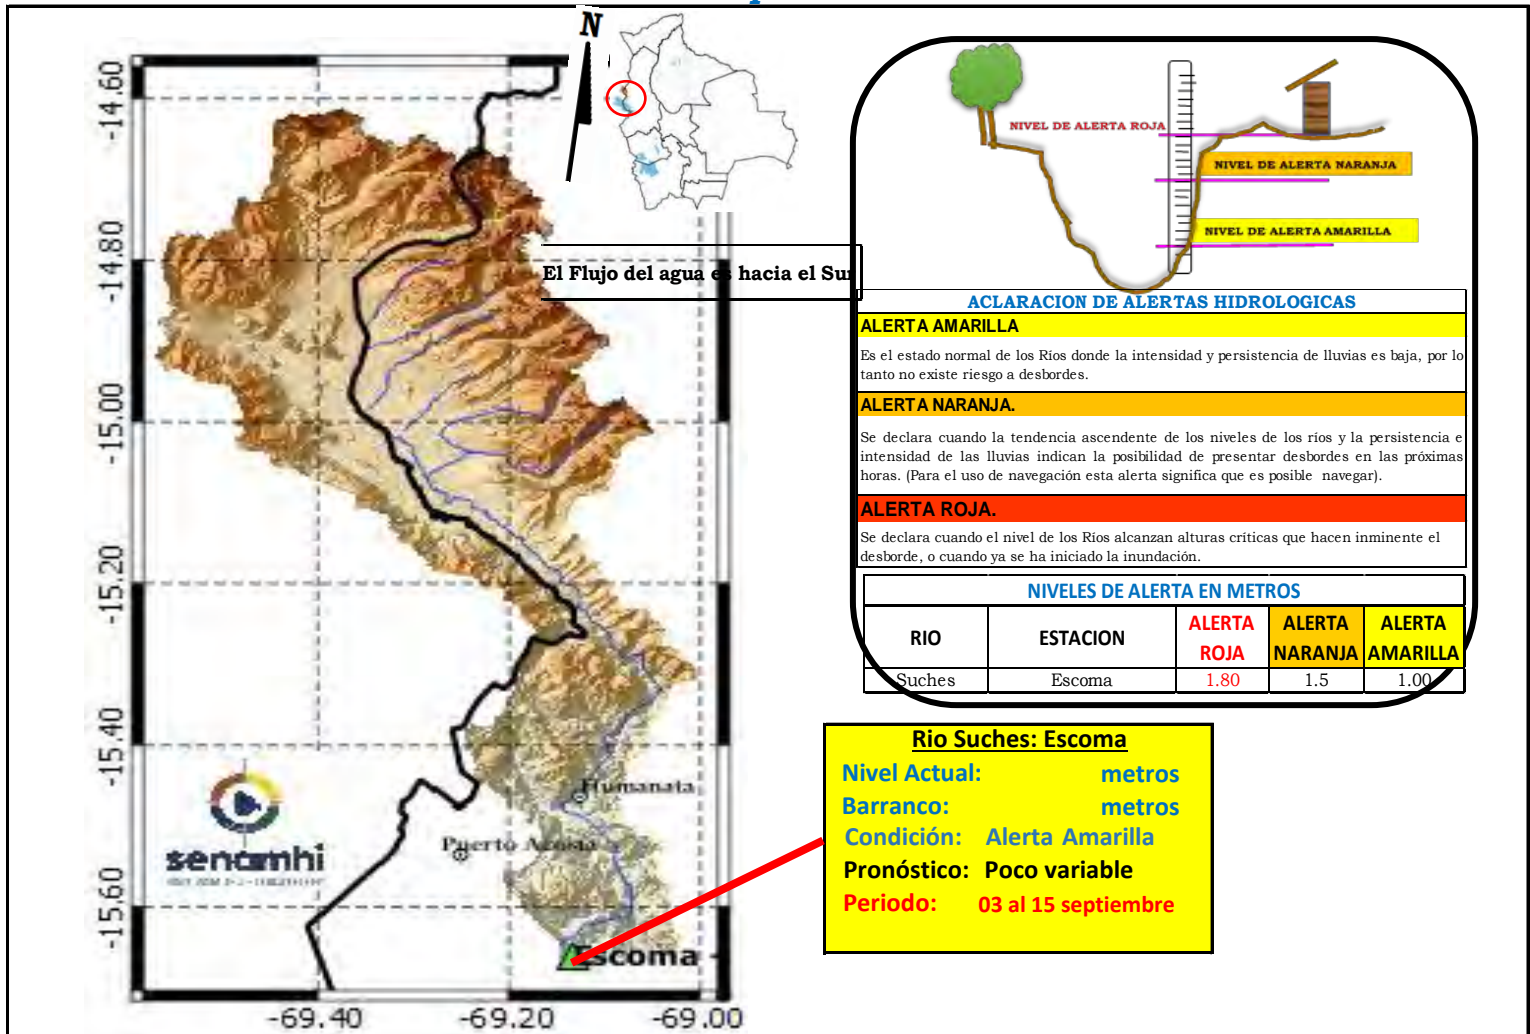 N
-14.60
-14.80
-15.00
-15.20
-15.40
-15.60
-69.40
-69.20
-69.00
El Flujo del agua es hacia el Sur
Humanata
Puerto Acosta
Escoma
senamhi
NIVEL DE ALERTA ROJA
NIVEL DE ALERTA NARANJA
NIVEL DE ALERTA AMARILLA
ACLARACION DE ALERTAS HIDROLOGICAS
ALERTA AMARILLA
Es el estado normal de los Ríos donde la intensidad y persistencia de lluvias es baja, por lo
tanto no existe riesgo a desbordes.
ALERTA NARANJA.
Se declara cuando la tendencia ascendente de los niveles de los ríos y la persistencia e
intensidad de las lluvias indican la posibilidad de presentar desbordes en las próximas
horas. (Para el uso de navegación esta alerta significa que es posible navegar).
ALERTA ROJA.
Se declara cuando el nivel de los Ríos alcanzan alturas críticas que hacen inminente el
desborde, o cuando ya se ha iniciado la inundación.
NIVELES DE ALERTA EN METROS
RIO ESTACION ALERTA ROJA ALERTA NARANJA ALERTA AMARILLA
Suches Escoma 1.80 1.5 1.00
Rio Suches: Escoma
Nivel Actual: metros
Barranco: metros
Condición: Alerta Amarilla
Pronóstico: Poco variable
Periodo: 03 al 15 septiembre